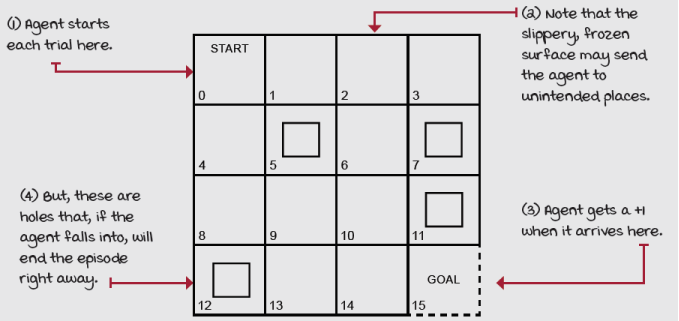 (1) Agent starts
each trial here.
(2) Note that the
slippery, frozen
surface may send
the agent to
unintended places.
START
0
1
2
3
4
5
6
7
(4) But, these are
holes that, if the
agent falls into, will
end the episode
right away.
8
9
10
11
(3) Agent gets a +1
when it arrives here.
GOAL
12
13
14
15